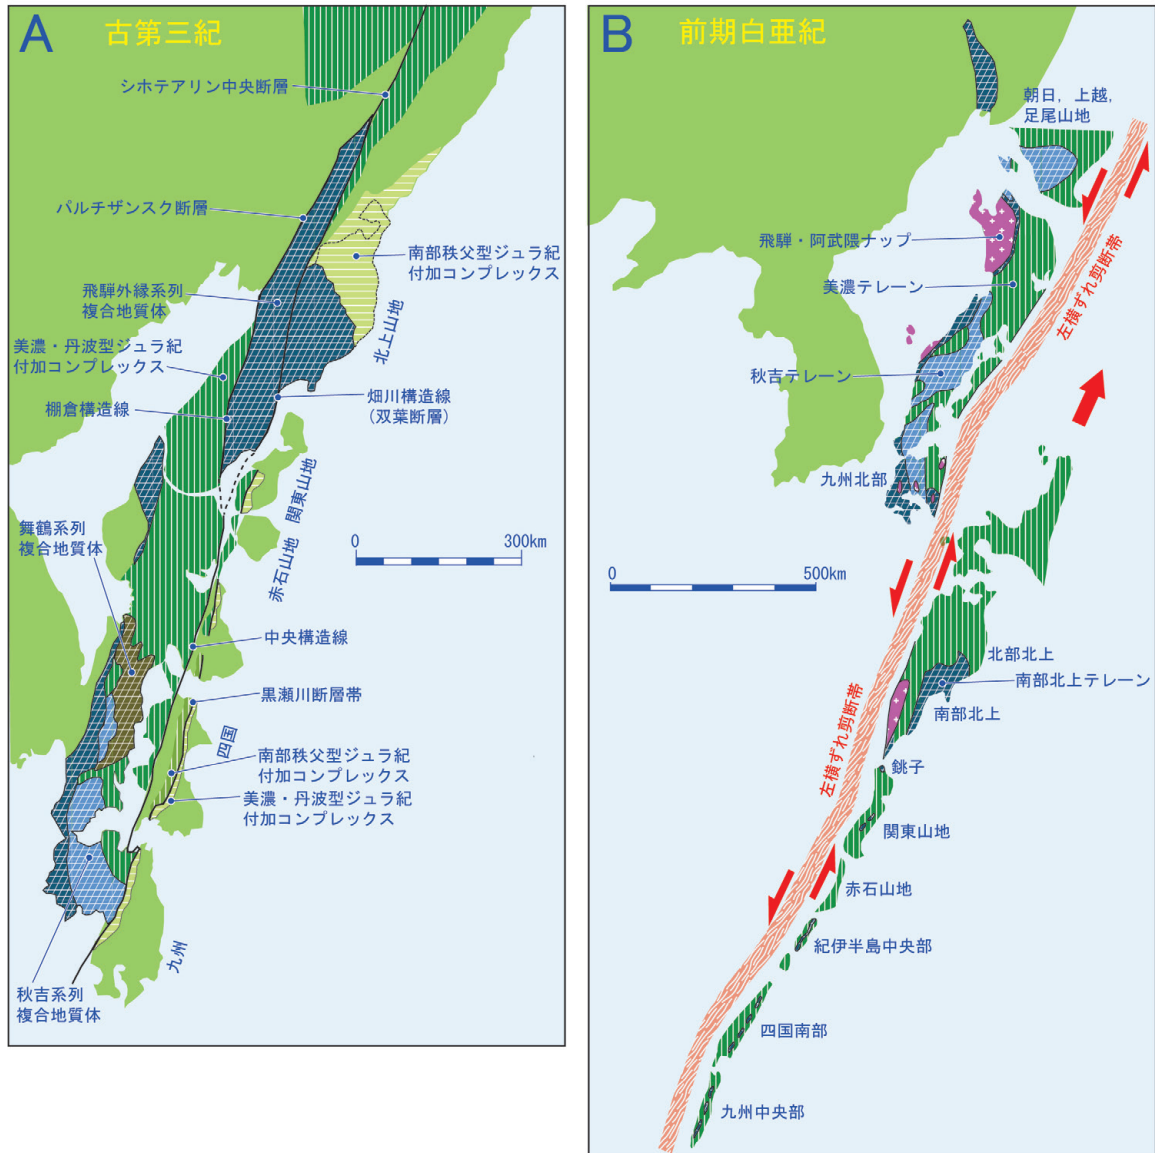 A
古第三紀
シホテアリン中央断層
パルチザンスク断層
南部秩父型ジュラ紀
付加コンプレックス
飛騨外縁系列
複合地質体
北上山地
美濃・丹波型ジュラ紀
付加コンプレックス
棚倉構造線
畑川構造線
(双葉断層)
関東山地
舞鶴系列
複合地質体
赤石山地
0
300km
中央構造線
黒瀬川断層帯
四国
南部秩父型ジュラ紀
付加コンプレックス
美濃・丹波型ジュラ紀
付加コンプレックス
九州
秋吉系列
複合地質体
B
前期白亜紀
朝日，上越，
足尾山地
飛騨・阿武隈ナップ
美濃テレーン
左横ずれ剪断帯
秋吉テレーン
九州北部
0
500km
北部北上
南部北上テレーン
南部北上
左横ずれ剪断帯
銚子
関東山地
赤石山地
紀伊半島中央部
四国南部
九州中央部